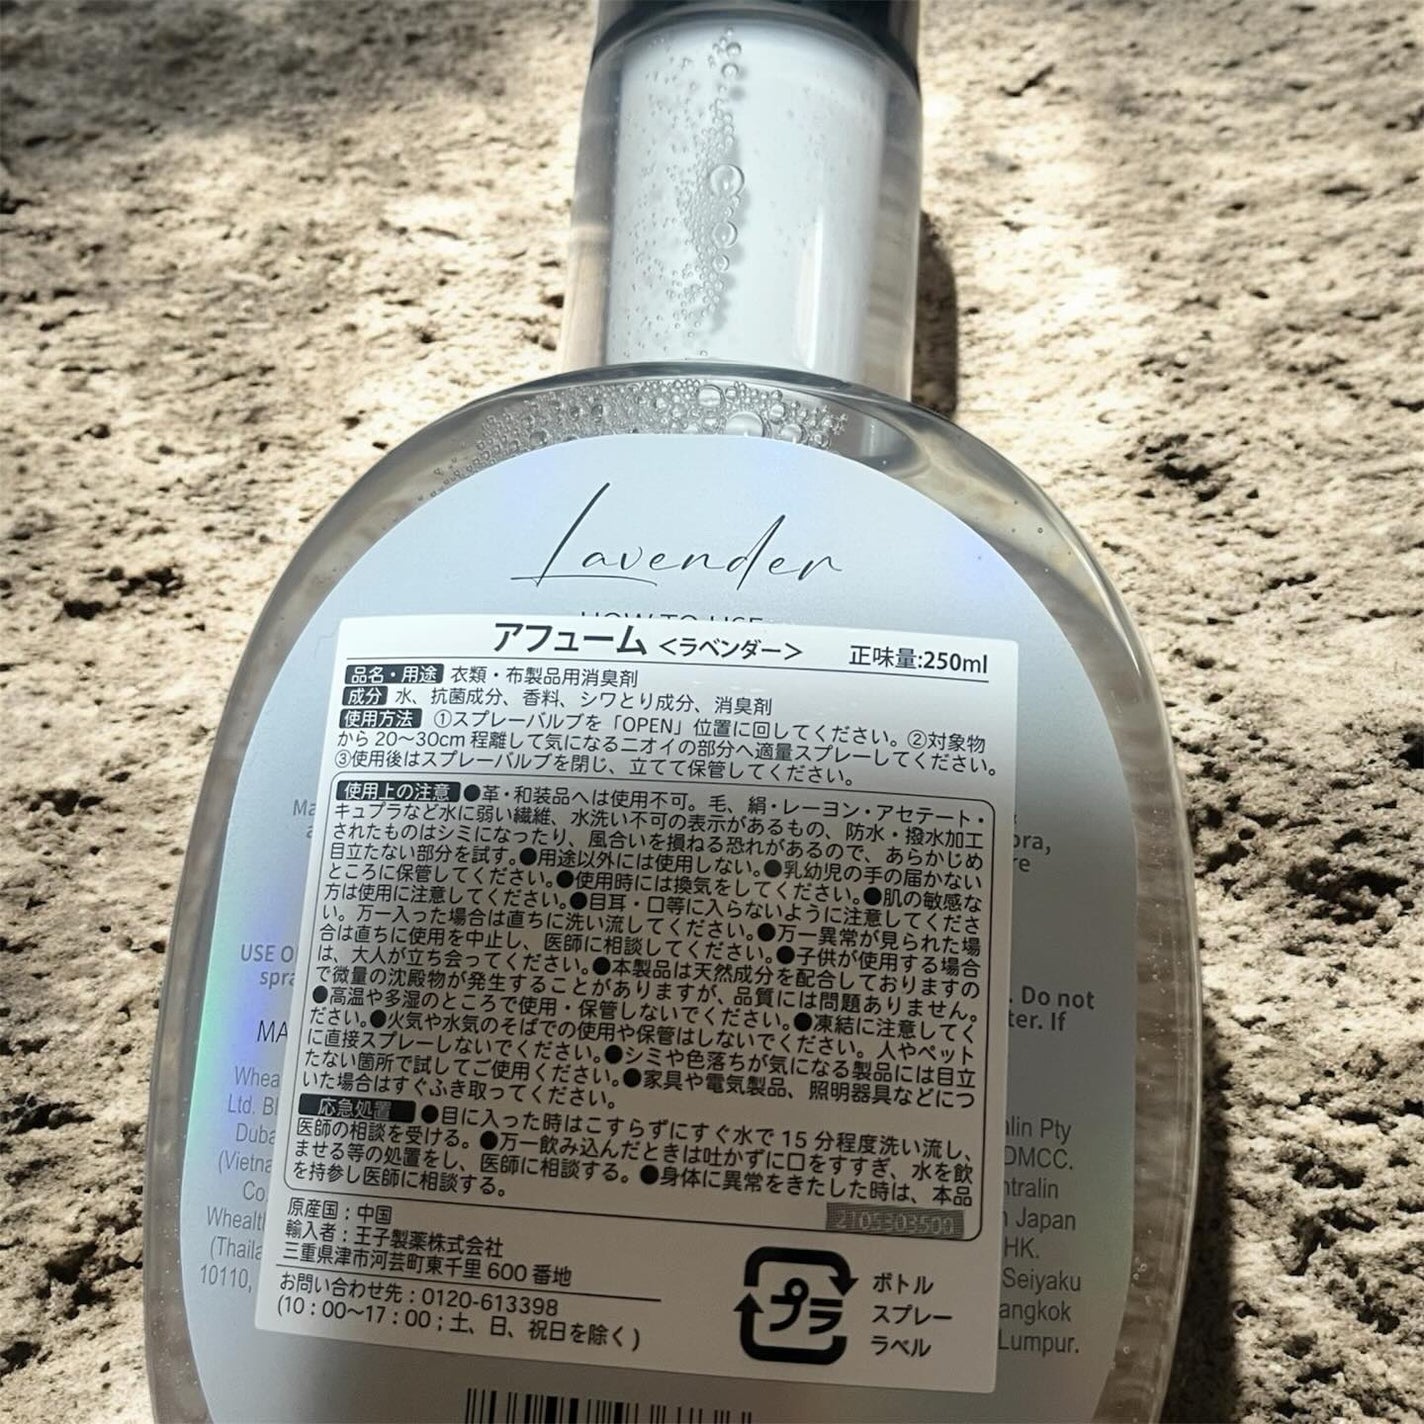 Lavender
HOW TO USE
アフューム <ラベンダー> 正味量:250ml
品名・用途 衣類・布製品用消臭剤
成分 水、抗菌成分、香料、シワとり成分、消臭剤
使用方法 ①スプレーバルブを「OPEN」位置に回してください。②対象物
から 20〜30cm 程離して気になるニオイの部分へ適量スプレーしてください。
③使用後はスプレーバルブを閉じ、立てて保管してください。
使用上の注意 ●革・和装品へは使用不可。毛、絹・レーヨン・アセテート・
キュプラなど水に弱い繊維、水洗い不可の表示があるもの、防水・撥水加工
されたものはシミになったり、風合いを損ねる恐れがあるので、あらかじめ
目立たない部分を試す。●用途以外には使用しない。●乳幼児の手の届かない
ところに保管してください。●使用時には換気をしてください。●肌の敏感な
方は使用に注意してください。●目耳・口等に入らないように注意してくださ
い。万一入った場合は直ちに洗い流してください。●万一異常が見られた場
合は直ちに使用を中止し、医師に相談してください。●子供が使用する場合
は、大人が立ち会ってください。●本製品は天然成分を配合しておりますの
で微量の沈殿物が発生することがありますが、品質には問題ありません。
●高温や多湿のところで使用・保管しないでください。●凍結に注意してく
ださい。●火気や水気のそばでの使用や保管はしないでください。人やペット
に直接スプレーしないでください。●シミや色落ちが気になる製品には目立
たない箇所で試してご使用ください。●家具や電気製品、照明器具などにつ
いた場合はすぐふき取ってください。
応急処置 ●目に入った時はこすらずにすぐ水で 15 分程度洗い流し、
医師の相談を受ける。●万一飲み込んだときは吐かずに口をすすぎ、水を飲
ませる等の処置をし、医師に相談する。●身体に異常をきたした時は、本品
を持参し医師に相談する。
2105303500
原産国：中国
輸入者：王子製薬株式会社
三重県津市河芸町東千里 600 番地
お問い合わせ先：0120-613398
(10：00〜17：00；土、日、祝日を除く)
プラ
ボトル
スプレー
ラベル
Ma
ora,
re
USE O
spra
. Do not
ter. If
MA
Whea
Ltd. Bl
Duba
(Vietna
Co.
Whealt
(Thaila
10110,
alin Pty
DMCC.
ntralin
Japan
HK.
Seiyaku
angkok
Lumpur.